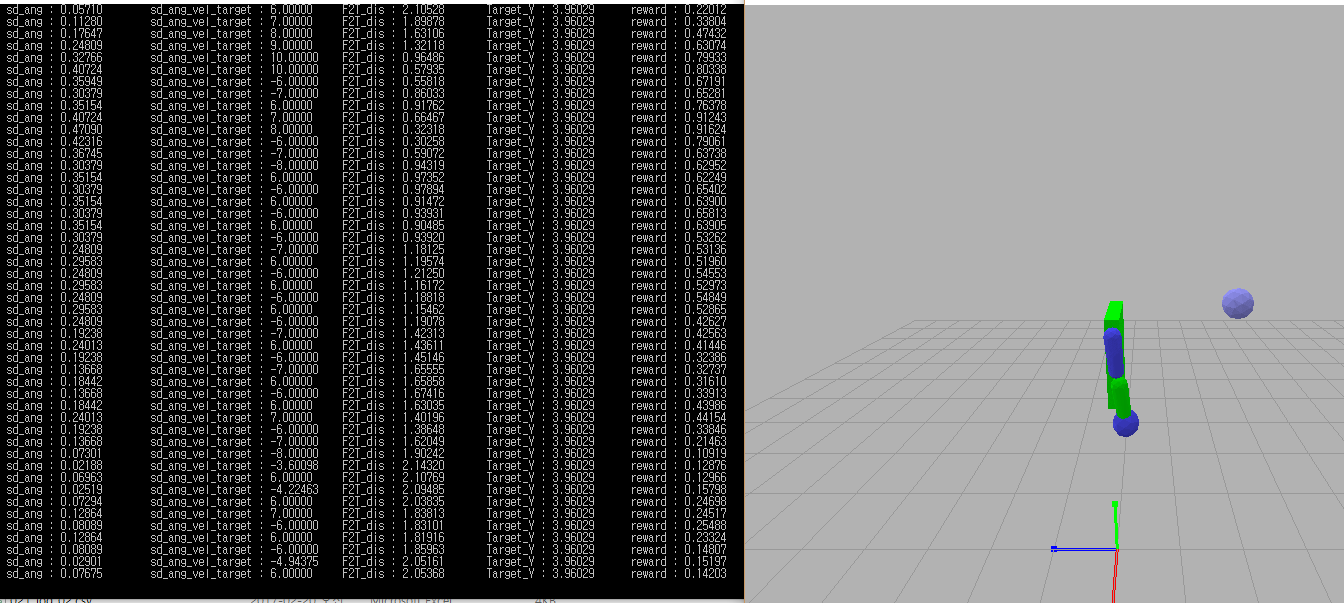 sd_ang : 0.05710 sd_ang_vel_target : 6.00000 F2T_dis : 2.10528 Target_Y : 3.96029 reward : 0.22012
sd_ang : 0.11280 sd_ang_vel_target : 7.00000 F2T_dis : 1.89878 Target_Y : 3.96029 reward : 0.33804
sd_ang : 0.17647 sd_ang_vel_target : 8.00000 F2T_dis : 1.63106 Target_Y : 3.96029 reward : 0.47432
sd_ang : 0.24809 sd_ang_vel_target : 9.00000 F2T_dis : 1.32118 Target_Y : 3.96029 reward : 0.63074
sd_ang : 0.32766 sd_ang_vel_target : 10.00000 F2T_dis : 0.96486 Target_Y : 3.96029 reward : 0.79933
sd_ang : 0.40724 sd_ang_vel_target : 10.00000 F2T_dis : 0.57935 Target_Y : 3.96029 reward : 0.80338
sd_ang : 0.35949 sd_ang_vel_target : -6.00000 F2T_dis : 0.55818 Target_Y : 3.96029 reward : 0.67191
sd_ang : 0.30379 sd_ang_vel_target : -7.00000 F2T_dis : 0.86033 Target_Y : 3.96029 reward : 0.65281
sd_ang : 0.35154 sd_ang_vel_target : 6.00000 F2T_dis : 0.91762 Target_Y : 3.96029 reward : 0.76378
sd_ang : 0.40724 sd_ang_vel_target : 7.00000 F2T_dis : 0.66467 Target_Y : 3.96029 reward : 0.91243
sd_ang : 0.47090 sd_ang_vel_target : 8.00000 F2T_dis : 0.32318 Target_Y : 3.96029 reward : 0.91624
sd_ang : 0.42316 sd_ang_vel_target : -6.00000 F2T_dis : 0.30258 Target_Y : 3.96029 reward : 0.79061
sd_ang : 0.36745 sd_ang_vel_target : -7.00000 F2T_dis : 0.59072 Target_Y : 3.96029 reward : 0.63738
sd_ang : 0.30379 sd_ang_vel_target : -8.00000 F2T_dis : 0.94319 Target_Y : 3.96029 reward : 0.62952
sd_ang : 0.35154 sd_ang_vel_target : 6.00000 F2T_dis : 0.97352 Target_Y : 3.96029 reward : 0.62249
sd_ang : 0.30379 sd_ang_vel_target : -6.00000 F2T_dis : 0.97894 Target_Y : 3.96029 reward : 0.65402
sd_ang : 0.35154 sd_ang_vel_target : 6.00000 F2T_dis : 0.91472 Target_Y : 3.96029 reward : 0.63900
sd_ang : 0.30379 sd_ang_vel_target : -6.00000 F2T_dis : 0.93931 Target_Y : 3.96029 reward : 0.65813
sd_ang : 0.35154 sd_ang_vel_target : 6.00000 F2T_dis : 0.90485 Target_Y : 3.96029 reward : 0.63905
sd_ang : 0.30379 sd_ang_vel_target : -6.00000 F2T_dis : 0.93920 Target_Y : 3.96029 reward : 0.53262
sd_ang : 0.24809 sd_ang_vel_target : -7.00000 F2T_dis : 1.18125 Target_Y : 3.96029 reward : 0.53136
sd_ang : 0.29583 sd_ang_vel_target : 6.00000 F2T_dis : 1.19574 Target_Y : 3.96029 reward : 0.51960
sd_ang : 0.24809 sd_ang_vel_target : -6.00000 F2T_dis : 1.21250 Target_Y : 3.96029 reward : 0.54553
sd_ang : 0.29583 sd_ang_vel_target : 6.00000 F2T_dis : 1.16172 Target_Y : 3.96029 reward : 0.52973
sd_ang : 0.24809 sd_ang_vel_target : -6.00000 F2T_dis : 1.18818 Target_Y : 3.96029 reward : 0.54849
sd_ang : 0.29583 sd_ang_vel_target : 6.00000 F2T_dis : 1.15462 Target_Y : 3.96029 reward : 0.52865
sd_ang : 0.24809 sd_ang_vel_target : -6.00000 F2T_dis : 1.19078 Target_Y : 3.96029 reward : 0.42627
sd_ang : 0.19238 sd_ang_vel_target : -7.00000 F2T_dis : 1.42313 Target_Y : 3.96029 reward : 0.42563
sd_ang : 0.24013 sd_ang_vel_target : 6.00000 F2T_dis : 1.43611 Target_Y : 3.96029 reward : 0.41446
sd_ang : 0.19238 sd_ang_vel_target : -6.00000 F2T_dis : 1.45146 Target_Y : 3.96029 reward : 0.32386
sd_ang : 0.13668 sd_ang_vel_target : -7.00000 F2T_dis : 1.65555 Target_Y : 3.96029 reward : 0.32737
sd_ang : 0.18442 sd_ang_vel_target : 6.00000 F2T_dis : 1.65858 Target_Y : 3.96029 reward : 0.31610
sd_ang : 0.13668 sd_ang_vel_target : -6.00000 F2T_dis : 1.67416 Target_Y : 3.96029 reward : 0.33913
sd_ang : 0.18442 sd_ang_vel_target : 6.00000 F2T_dis : 1.63035 Target_Y : 3.96029 reward : 0.43986
sd_ang : 0.24013 sd_ang_vel_target : 7.00000 F2T_dis : Target_Y : 3.96029 reward : 0.44154
sd_ang : 0.19238 sd_ang_vel_target : -6.00000 F2T_dis : Target_Y : 3.96029 reward : 0.33846
sd_ang : 0.13668 sd_ang_vel_target : -7.00000 F2T_dis : 1.62049 Target_Y : 3.96029 reward : 0.21463
sd_ang : 0.07301 sd_ang_vel_target : -8.00000 F2T_dis : 1.90242 Target_Y : 3.96029 reward : 0.10919
sd_ang : 0.02188 sd_ang_vel_target : -3.60098 F2T_dis : 2.14320 Target_Y : 3.96029 reward : 0.12876
sd_ang : 0.06963 sd_ang_vel_target : 6.00000 F2T_dis : 2.10769 Target_Y : 3.96029 reward : 0.12966
sd_ang : 0.02519 sd_ang_vel_target : -4.22463 F2T_dis : 2.09485 Target_Y : 3.96029 reward : 0.15798
sd_ang : 0.07294 sd_ang_vel_target : 6.00000 F2T_dis : 2.03835 Target_Y : 3.96029 reward : 0.24698
sd_ang : 0.12864 sd_ang_vel_target : 7.00000 F2T_dis : 1.83813 Target_Y : 3.96029 reward : 0.24517
sd_ang : 0.08089 sd_ang_vel_target : -6.00000 F2T_dis : 1.83101 Target_Y : 3.96029 reward : 0.25488
sd_ang : 0.12864 sd_ang_vel_target : 6.00000 F2T_dis : 1.81916 Target_Y : 3.96029 reward : 0.23324
sd_ang : 0.08089 sd_ang_vel_target : -6.00000 F2T_dis : 1.85963 Target_Y : 3.96029 reward : 0.14807
sd_ang : 0.02901 sd_ang_vel_target : -4.94375 F2T_dis : 2.05161 Target_Y : 3.96029 reward : 0.15197
sd_ang : 0.07675 sd_ang_vel_target : 6.00000 F2T_dis : 2.05368 Target_Y : 3.96029 reward : 0.14203